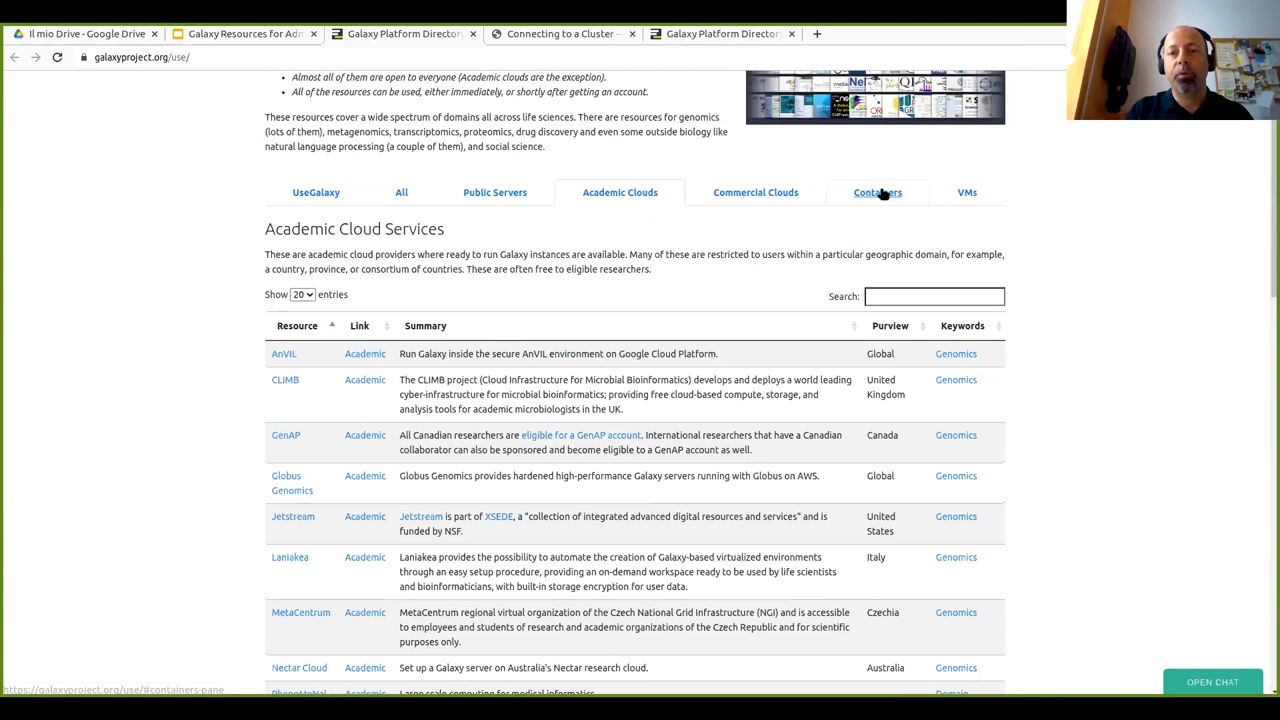 Il mio Drive - Google Drive
Galaxy Resources for Adm
Galaxy Platform Directory
Connecting to a Cluster —
Galaxy Platform Directory
galaxyproject.org/use/
Almost all of them are open to everyone (Academic clouds are the exception).
All of the resources can be used, either immediately, or shortly after getting an account.
These resources cover a wide spectrum of domains all across life sciences. There are resources for genomics
(lots of them), metagenomics, transcriptomics, proteomics, drug discovery and even some outside biology like
natural language processing (a couple of them), and social science.
UseGalaxy All Public Servers Academic Clouds Commercial Clouds Containers VMs
Academic Cloud Services
These are academic cloud providers where ready to run Galaxy instances are available. Many of these are restricted to users within a particular geographic domain, for example,
a country, province, or consortium of countries. These are often free to eligible researchers.
Show 20 entries
Search:
Resource Link Summary Purview Keywords
AnVIL Academic Run Galaxy inside the secure AnVIL environment on Google Cloud Platform. Global Genomics
CLIMB Academic The CLIMB project (Cloud Infrastructure for Microbial Bioinformatics) develops and deploys a world leading United Genomics
cyber-infrastructure for microbial bioinformatics; providing free cloud-based compute, storage, and Kingdom
analysis tools for academic microbiologists in the UK.
GenAP Academic All Canadian researchers are eligible for a GenAP account. International researchers that have a Canadian Canada Genomics
collaborator can also be sponsored and become eligible to a GenAP account as well.
Globus Academic Globus Genomics provides hardened high-performance Galaxy servers running with Globus on AWS. Global Genomics
Genomics
Jetstream Academic Jetstream is part of XSEDE, a "collection of integrated advanced digital resources and services" and is United Genomics
funded by NSF. States
Laniakea Academic Laniakea provides the possibility to automate the creation of Galaxy-based virtualized environments Italy Genomics
through an easy setup procedure, providing an on-demand workspace ready to be used by life scientists
and bioinformaticians, with built-in storage encryption for user data.
MetaCentrum Academic MetaCentrum regional virtual organization of the Czech National Grid Infrastructure (NGI) and is accessible Czechia Genomics
to employees and students of research and academic organizations of the Czech Republic and for scientific
purposes only.
Nectar Cloud Academic Set up a Galaxy server on Australia's Nectar research cloud. Australia Genomics
PhenoMeNal Academic Large scale computing for medical informatics. Domain
https://galaxyproject.org/use/#containers-pane
OPEN CHAT